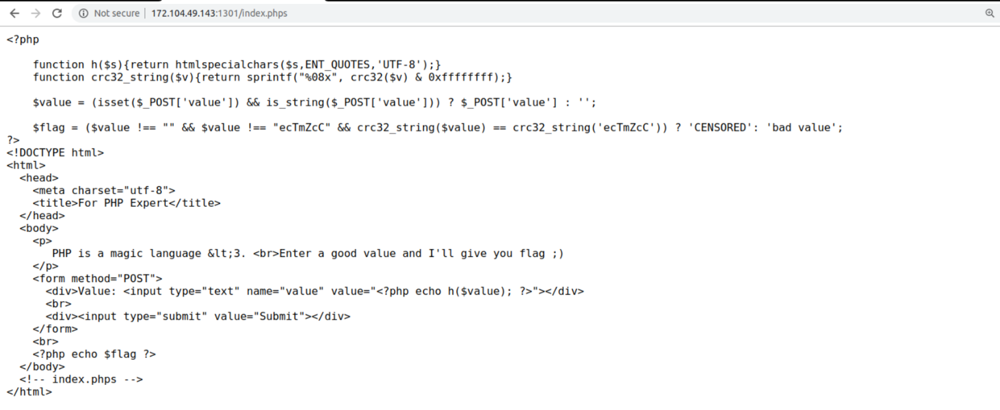 Not secure | 172.104.49.143:1301/index.phps
<?php
function h($s){return htmlspecialchars($s,ENT_QUOTES,'UTF-8');}
function crc32_string($v){return sprintf("%08x", crc32($v) & 0xffffffff);}
$value = (isset($_POST['value']) && is_string($_POST['value'])) ? $_POST['value'] : '';
$flag = ($value !== "" && $value !== "ecTmZcC" && crc32_string($value) == crc32_string('ecTmZcC')) ? 'CENSORED': 'bad value';
?>
<!DOCTYPE html>
<html>
<head>
<meta charset="utf-8">
<title>For PHP Expert</title>
</head>
<body>
<p>
PHP is a magic language &lt;3. <br>Enter a good value and I'll give you flag ;)
</p>
<form method="POST">
<div>Value: <input type="text" name="value" value="<?php echo h($value); ?>"></div>
<br>
<div><input type="submit" value="Submit"></div>
</form>
<br>
<?php echo $flag ?>
</body>
<!-- index.phps -->
</html>